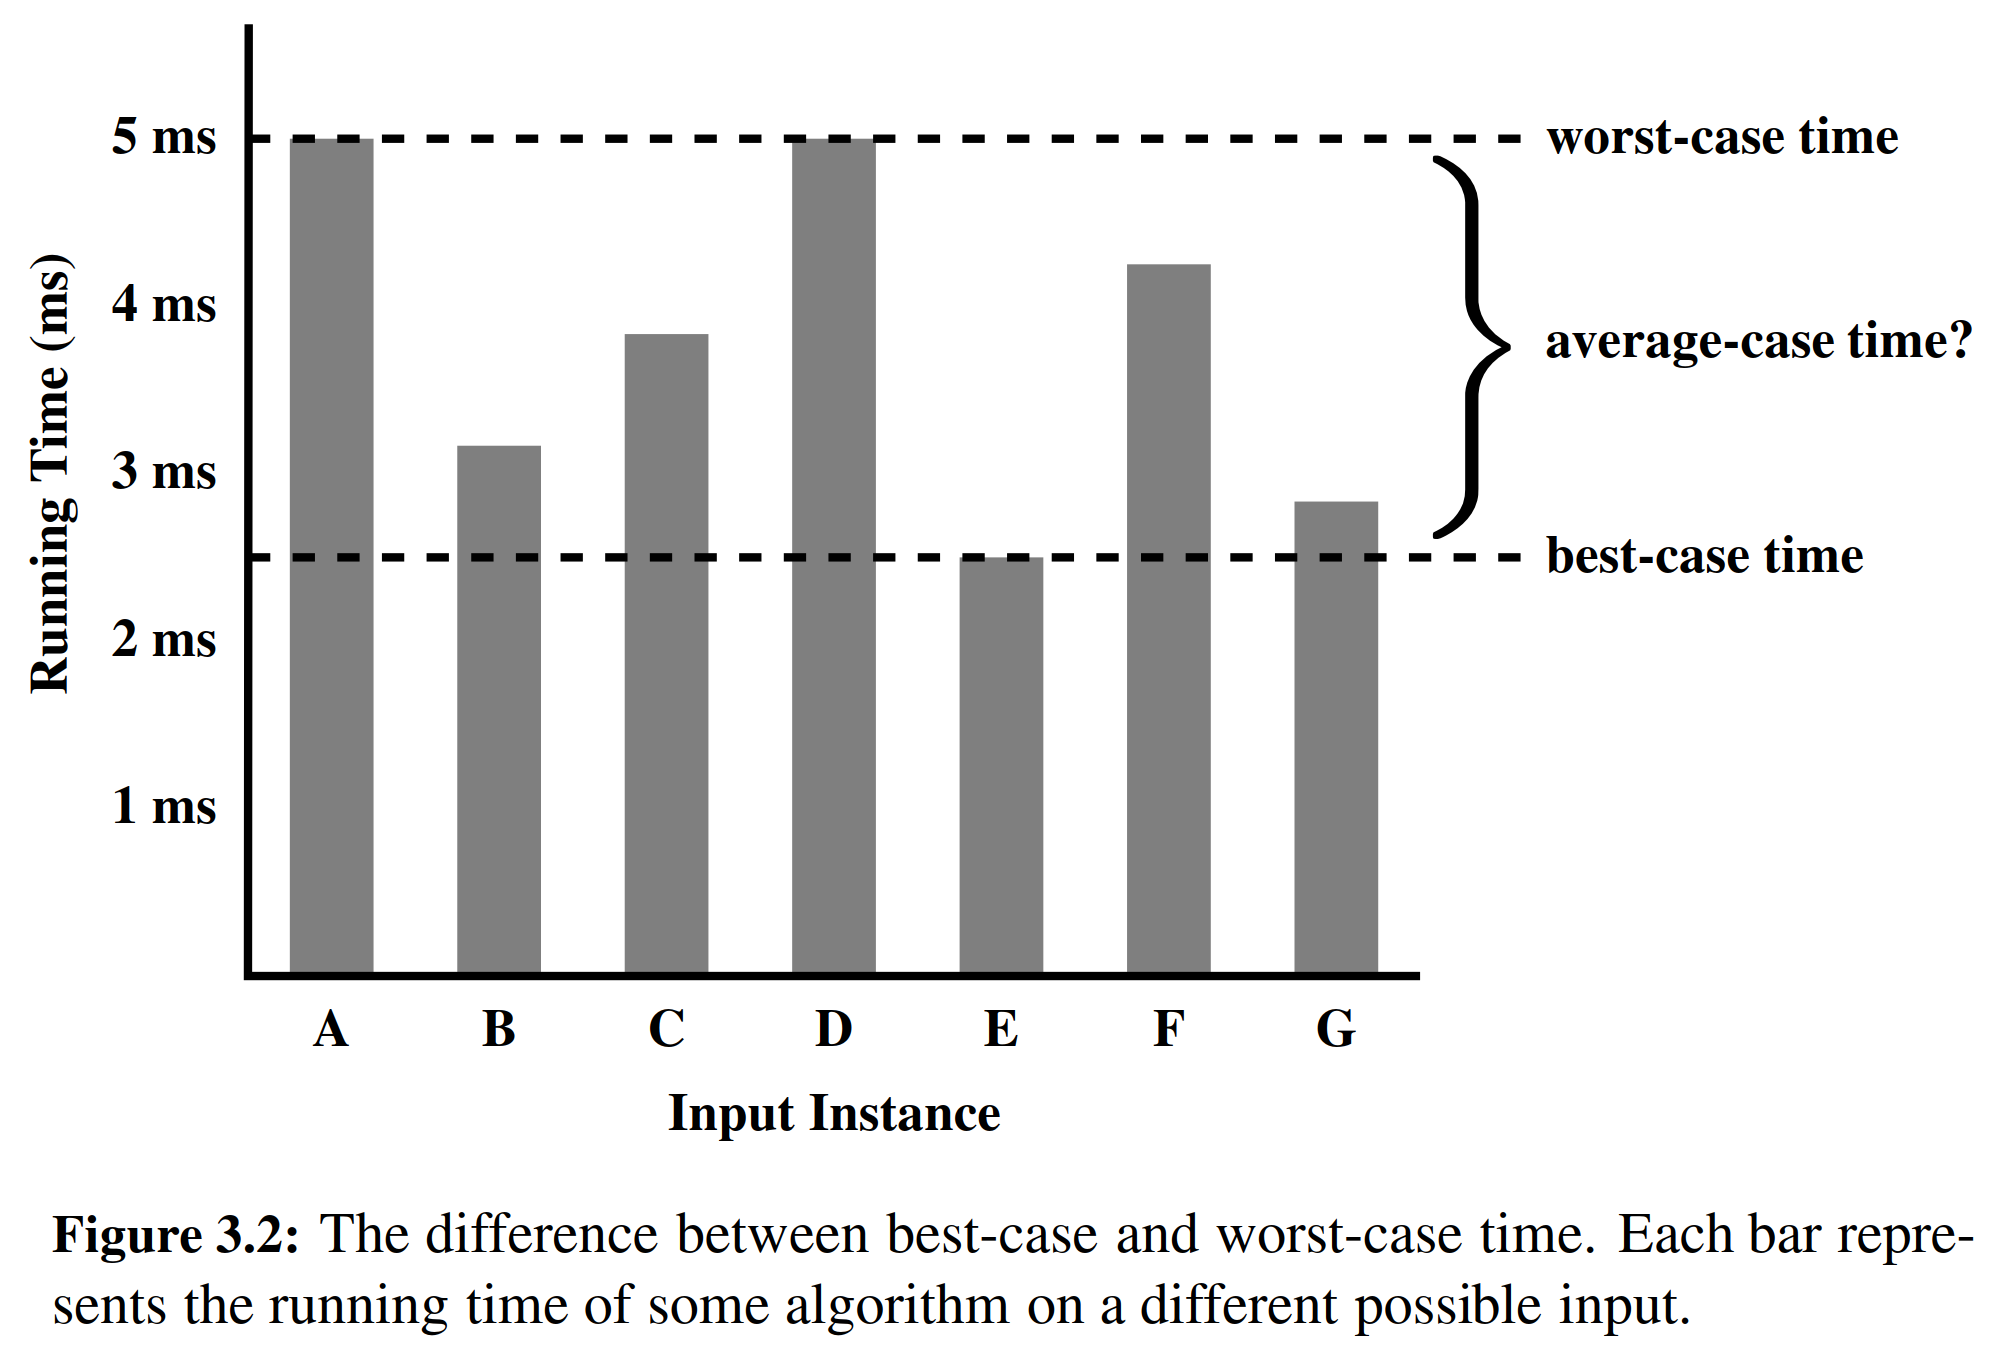 5 ms
worst-case time
4 ms
average-case time?
3 ms
best-case time
2 ms
1 ms
Running Time (ms)
A B C D E F G
Input Instance
Figure 3.2: The difference between best-case and worst-case time. Each bar repre-
sents the running time of some algorithm on a different possible input.